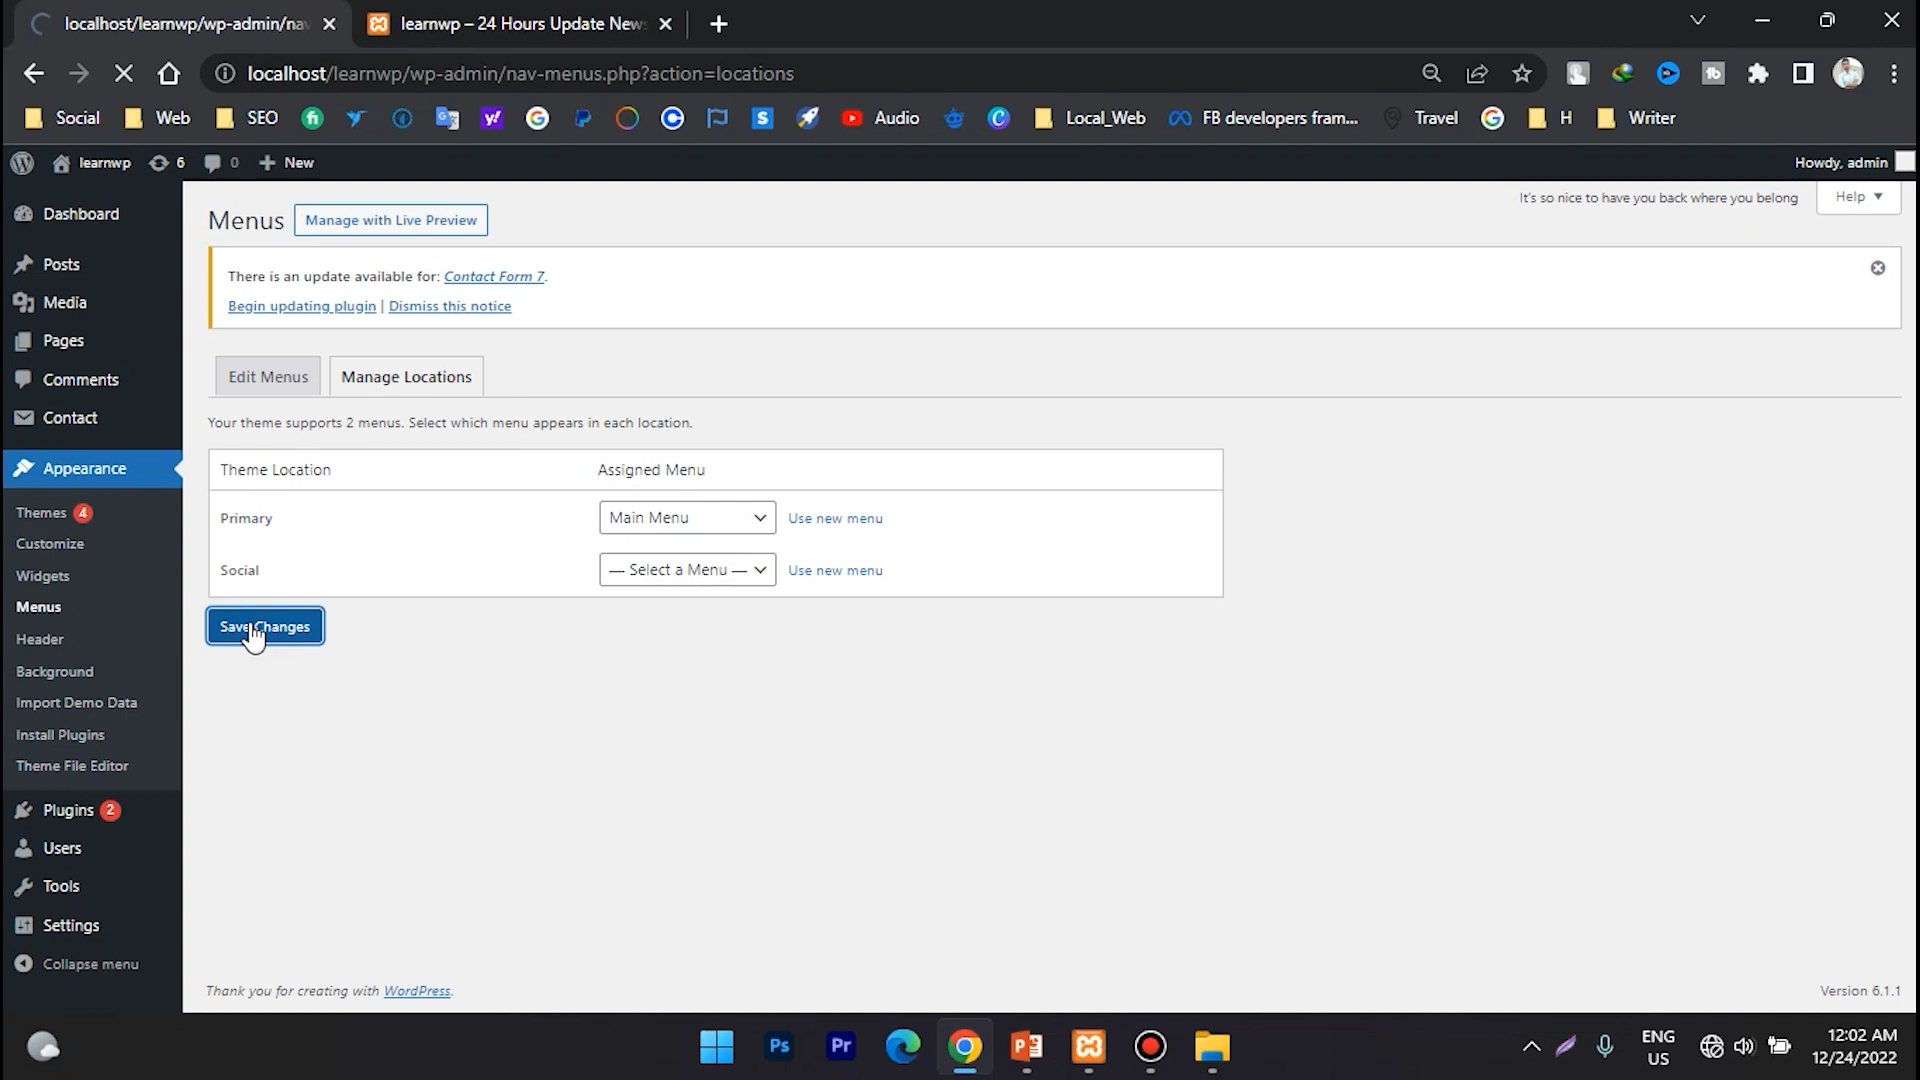 localhost/learnwp/wp-admin/nav
learnwp – 24 Hours Update News
localhost/learnwp/wp-admin/nav-menus.php?action=locations
Social
Web
SEO
Audio
Local_Web
FB developers fram...
Travel
H
Writer
learnwp
6
0
New
Howdy, admin
Dashboard
Posts
Media
Pages
Comments
Contact
Appearance
Themes 4
Customize
Widgets
Menus
Header
Background
Import Demo Data
Install Plugins
Theme File Editor
Plugins 2
Users
Tools
Settings
Collapse menu
It's so nice to have you back where you belong
Help
Menus
Manage with Live Preview
There is an update available for: Contact Form 7.
Begin updating plugin | Dismiss this notice
Edit Menus
Manage Locations
Your theme supports 2 menus. Select which menu appears in each location.
Theme Location
Assigned Menu
Primary
Main Menu
Use new menu
Social
— Select a Menu —
Use new menu
Save Changes
Thank you for creating with WordPress.
Version 6.1.1
Ps
Pr
ENG
US
12:02 AM
12/24/2022